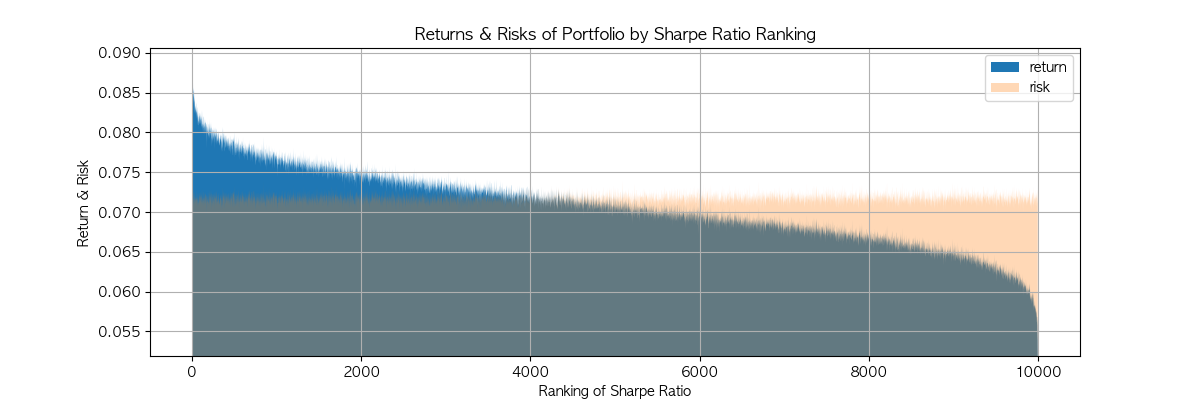 Returns & Risks of Portfolio by Sharpe Ratio Ranking
0.090
0.085
0.080
0.075
0.070
0.065
0.060
0.055
Return & Risk
return
risk
0
2000
4000
6000
8000
10000
Ranking of Sharpe Ratio